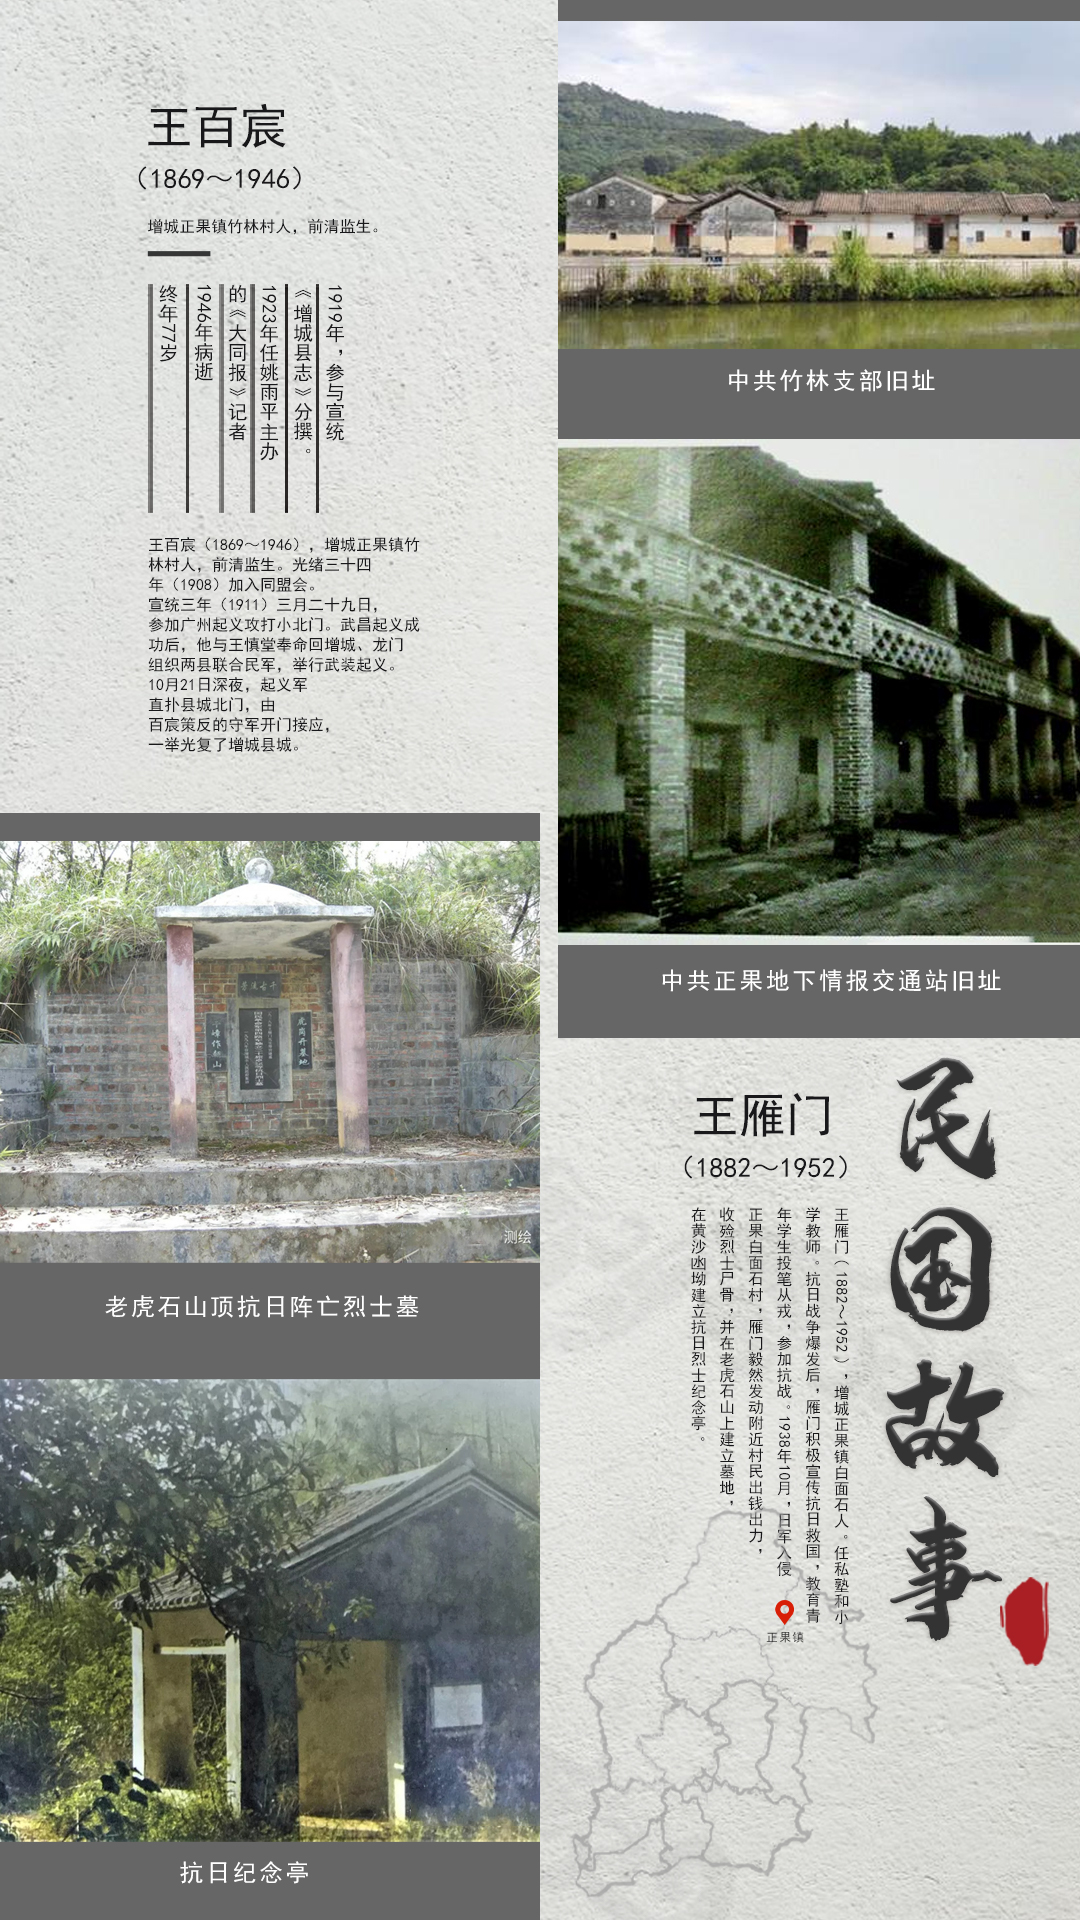 王百宸
（1869～1946）
增城正果镇竹林村人，前清监生。
1919年，参与宣统
《增城县志》分撰。
1923年任姚雨平主办
的《大同报》记者
1946年病逝
终年77岁
王百宸（1869～1946），增城正果镇竹
林村人，前清监生。光绪三十四
年（1908）加入同盟会。
宣统三年（1911）三月二十九日，
参加广州起义攻打小北门。武昌起义成
功后，他与王慎堂奉命回增城、龙门
组织两县联合民军，举行武装起义。
10月21日深夜，起义军
直扑县城北门，由
百宸策反的守军开门接应，
一举光复了增城县城。
中共竹林支部旧址
中共正果地下情报交通站旧址
测绘
老虎石山顶抗日阵亡烈士墓
抗日纪念亭
民国故事
王雁门
（1882～1952）
王雁门（1882～1952），增城正果镇白面石人。任私塾和小
学教师。抗日战争爆发后，雁门积极宣传抗日救国，教育青
年学生投笔从戎，参加抗战。1938年10月，日军入侵
正果白面石村，雁门毅然发动附近村民出钱出力，
收殓烈士尸骨，并在老虎石山上建立墓地，
在黄沙凼坳建立抗日烈士纪念亭。
正果镇